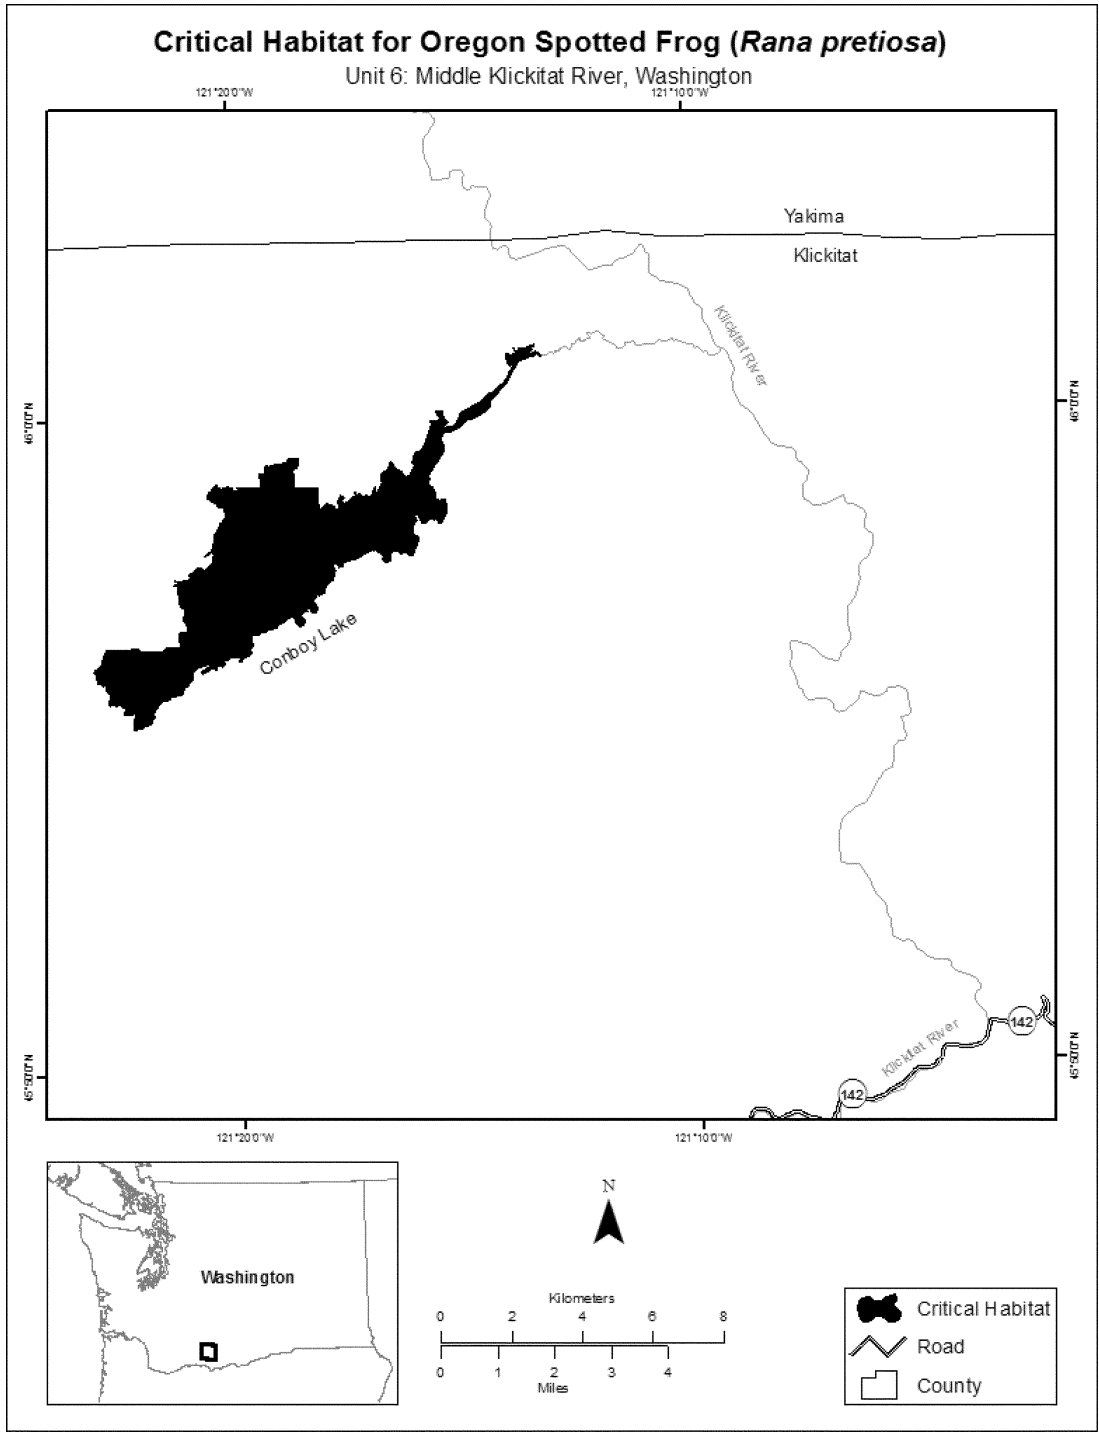 Critical Habitat for Oregon Spotted Frog (Rana pretiosa)
Unit 6: Middle Klickitat River, Washington
121°20'0"W
121°10'0"W
Yakima
Klickitat
Klickitat River
46°0'0"N
46°0'0"N
Conboy Lake
142
Klickitat River
45°50'0"N
45°50'0"N
142
121°20'0"W
121°10'0"W
N
Washington
Kilometers
0 2 4 6 8
0 1 2 3 4
Miles
Critical Habitat
Road
County